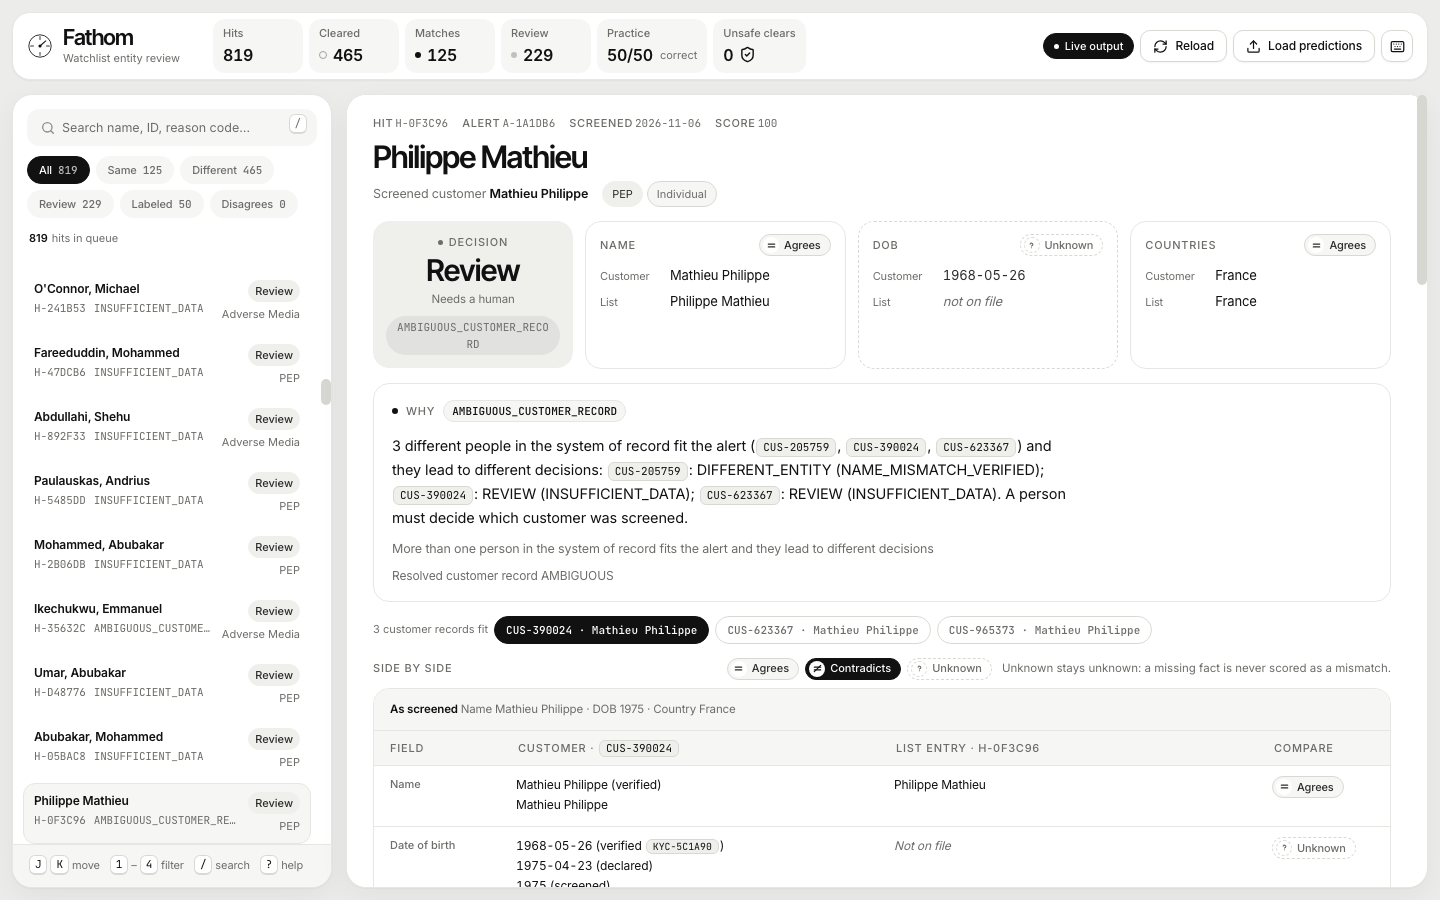 Fathom
Watchlist entity review
Hits
819
Cleared
465
Matches
125
Review
229
Practice
50/50 correct
Unsafe clears
0
Live output
Reload
Load predictions
Search name, ID, reason code... /
All 819
Same 125
Different 465
Review 229
Labeled 50
Disagrees 0
819 hits in queue
O'Connor, Michael Review
H-241B53 INSUFFICIENT_DATA Adverse Media
Fareeduddin, Mohammed Review
H-47DCB6 INSUFFICIENT_DATA PEP
Abdullahi, Shehu Review
H-892F33 INSUFFICIENT_DATA Adverse Media
Paulauskas, Andrius Review
H-5485DD INSUFFICIENT_DATA PEP
Mohammed, Abubakar Review
H-2B06DB INSUFFICIENT_DATA PEP
Ikechukwu, Emmanuel Review
H-35632C AMBIGUOUS_CUSTOME… Adverse Media
Umar, Abubakar Review
H-D48776 INSUFFICIENT_DATA PEP
Abubakar, Mohammed Review
H-05BAC8 INSUFFICIENT_DATA PEP
Philippe Mathieu Review
H-0F3C96 AMBIGUOUS_CUSTOMER_RE… PEP
J K move 1 – 4 filter / search ? help
HIT H-0F3C96 ALERT A-1A1DB6 SCREENED 2026-11-06 SCORE 100
Philippe Mathieu
Screened customer Mathieu Philippe PEP Individual
DECISION
Review
Needs a human
AMBIGUOUS_CUSTOMER_RECO
RD
NAME = Agrees
Customer Mathieu Philippe
List Philippe Mathieu
DOB ? Unknown
Customer 1968-05-26
List not on file
COUNTRIES = Agrees
Customer France
List France
WHY AMBIGUOUS_CUSTOMER_RECORD
3 different people in the system of record fit the alert (CUS-205759, CUS-390024, CUS-623367) and
they lead to different decisions: CUS-205759: DIFFERENT_ENTITY (NAME_MISMATCH_VERIFIED);
CUS-390024: REVIEW (INSUFFICIENT_DATA); CUS-623367: REVIEW (INSUFFICIENT_DATA). A person
must decide which customer was screened.
More than one person in the system of record fits the alert and they lead to different decisions
Resolved customer record AMBIGUOUS
3 customer records fit CUS-390024 · Mathieu Philippe CUS-623367 · Mathieu Philippe CUS-965373 · Mathieu Philippe
SIDE BY SIDE = Agrees ≠ Contradicts ? Unknown Unknown stays unknown: a missing fact is never scored as a mismatch.
As screened Name Mathieu Philippe · DOB 1975 · Country France
FIELD CUSTOMER · CUS-390024 LIST ENTRY · H-0F3C96 COMPARE
Name Mathieu Philippe (verified) Philippe Mathieu = Agrees
Mathieu Philippe
Date of birth 1968-05-26 (verified KYC-5C1A90) Not on file ? Unknown
1975-04-23 (declared)
1975 (screened)